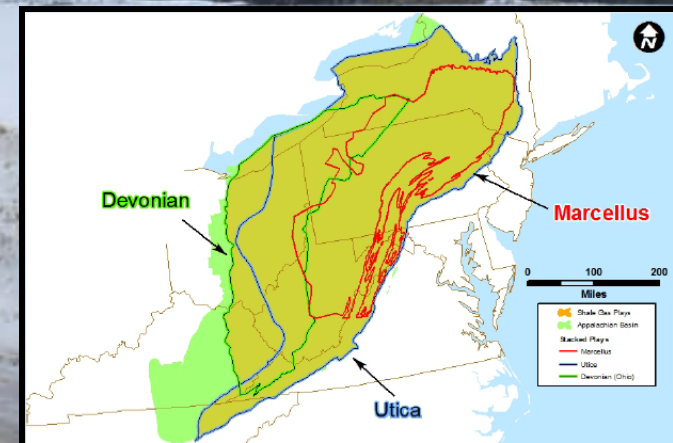 N
Devonian
Marcellus
0 100 200
Miles
Shale Gas Plays
Appalachian Basin
Stacked Plays
Marcellus
Utica
Devonian (Ohio)
Utica